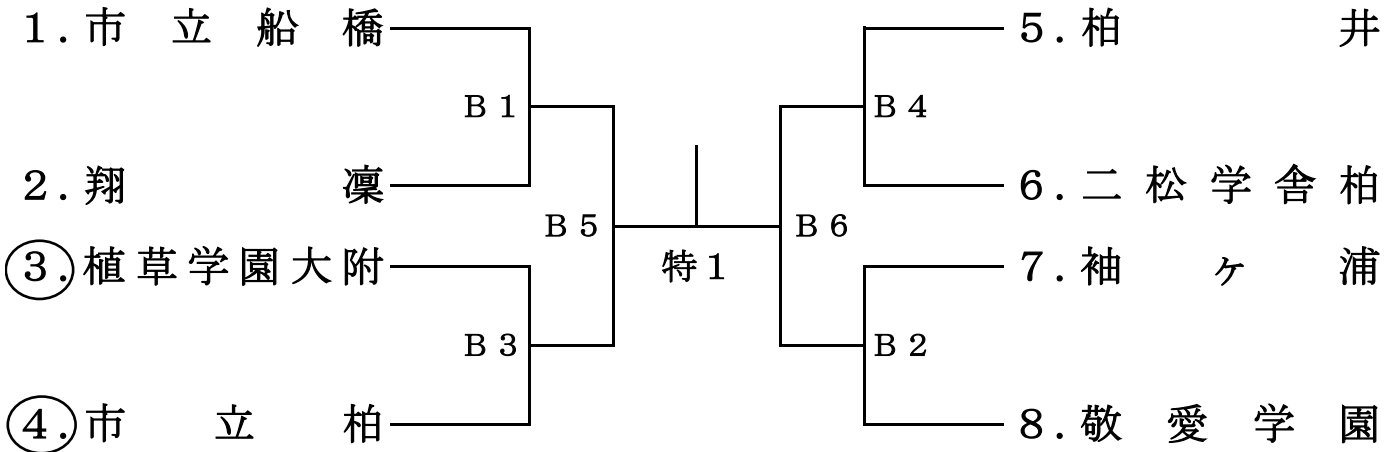 1.市立船橋
5.柏井
B1
B4
2.翔凜
6.二松学舎柏
B5
B6
3.植草学園大附
特1
7.袖ヶ浦
B3
B2
4.市立柏
8.敬愛学園